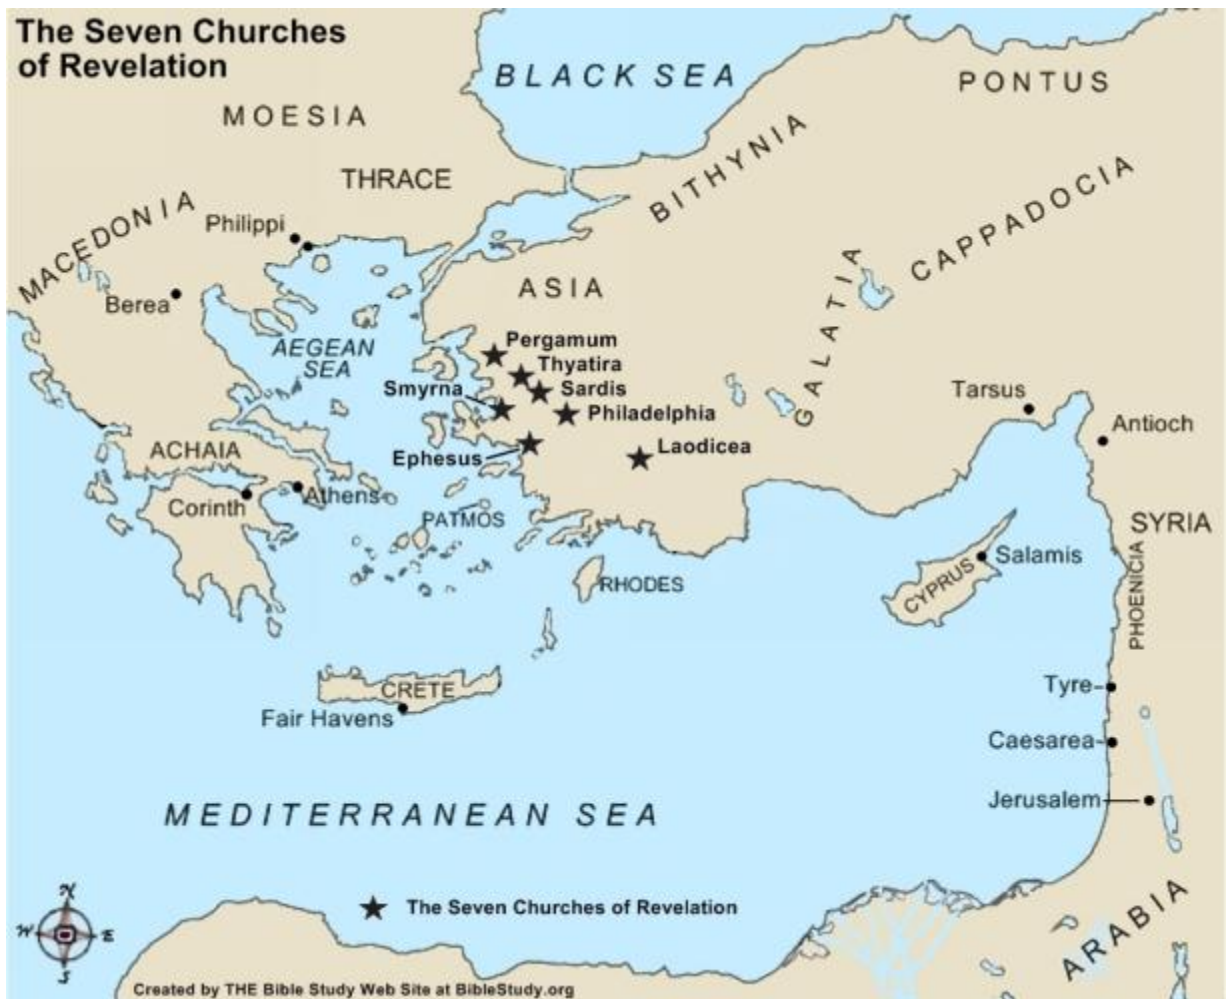 The Seven Churches
of Revelation
BLACK SEA
PONTUS
MOESIA
BITHYNIA
THRACE
CAPPADOCIA
MACEDONIA
Philippi
ASIA
GALATIA
Berea
AEGEAN
SEA
Pergamum
Thyatira
Smyrna
Sardis
Philadelphia
Tarsus
Antioch
ACHAIA
Ephesus
Laodicea
Corinth
Athens
PATMOS
SYRIA
RHODES
CYPRUS
Salamis
PHOENICIA
CRETE
Fair Havens
Tyre
Caesarea
Jerusalem
MEDITERRANEAN SEA
N
W
E
S
The Seven Churches of Revelation
ARABIA
Created by THE Bible Study Web Site at BibleStudy.org